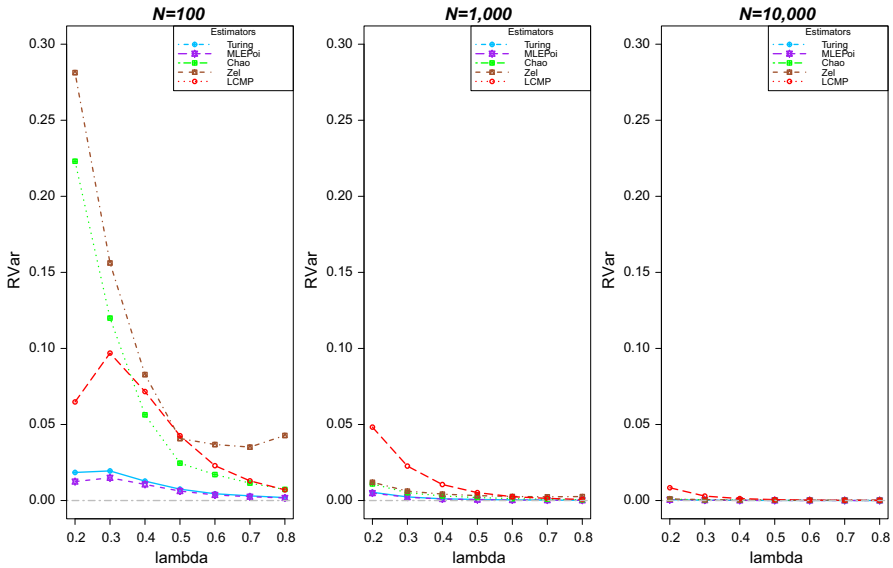 N=100
Estimators
Turing
MLEPoi
Chao
Zel
LCMP
RVar
0.30
0.25
0.20
0.15
0.10
0.05
0.00
0.2 0.3 0.4 0.5 0.6 0.7 0.8
lambda
N=1,000
Estimators
Turing
MLEPoi
Chao
Zel
LCMP
RVar
0.30
0.25
0.20
0.15
0.10
0.05
0.00
0.2 0.3 0.4 0.5 0.6 0.7 0.8
lambda
N=10,000
Estimators
Turing
MLEPoi
Chao
Zel
LCMP
RVar
0.30
0.25
0.20
0.15
0.10
0.05
0.00
0.2 0.3 0.4 0.5 0.6 0.7 0.8
lambda